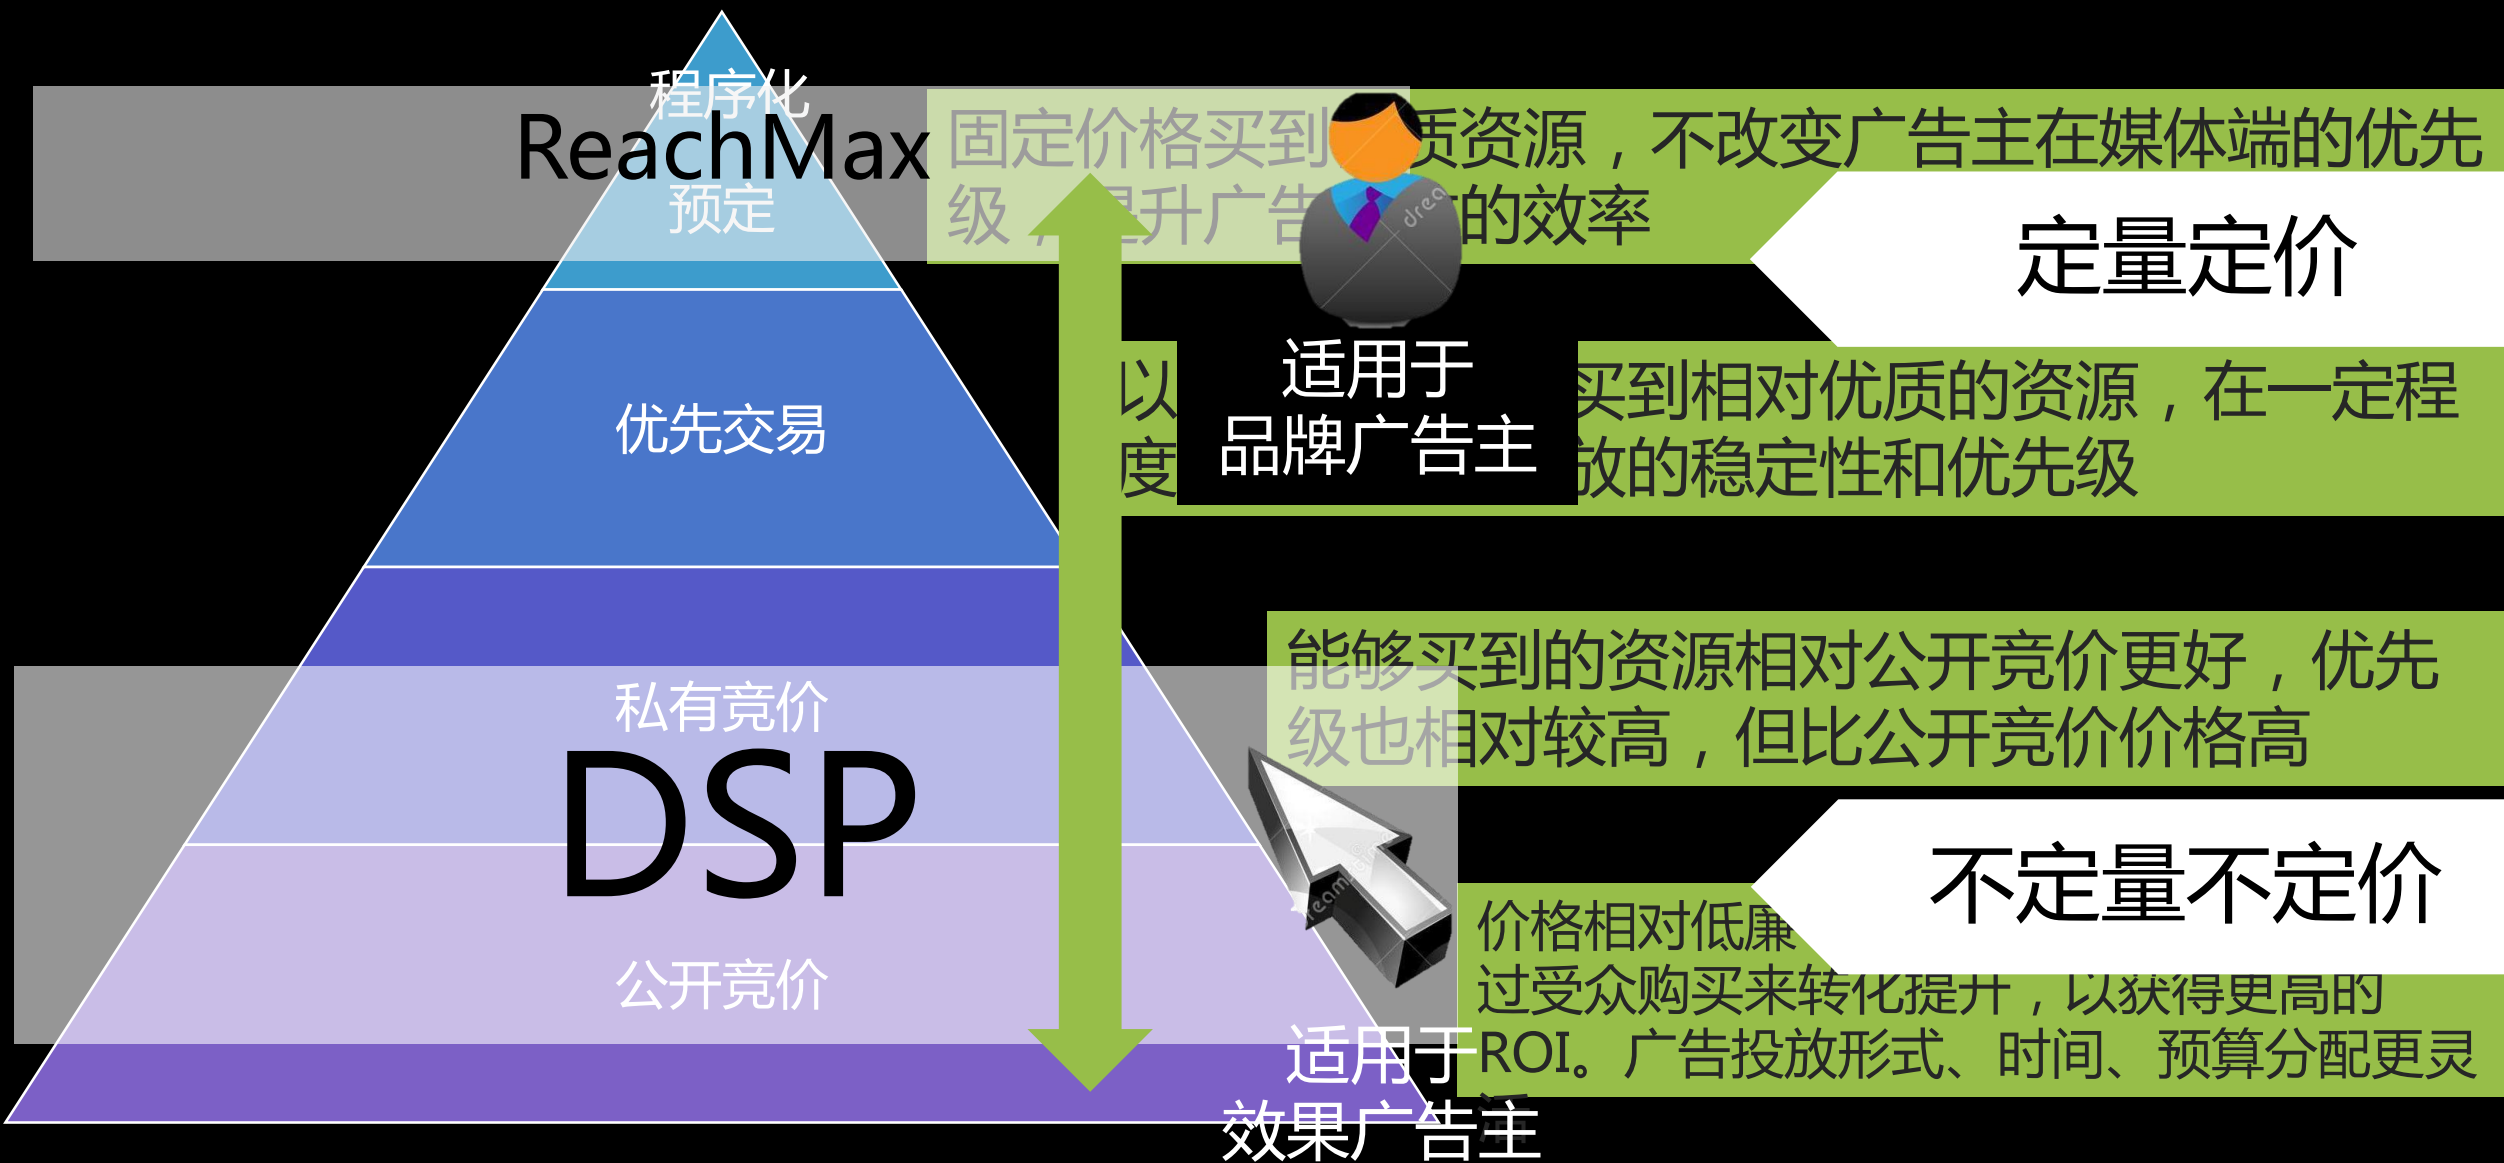 程序化
ReachMax
预定
固定价格买到
质资源，不改变广告主在媒体端的优先
级，提升广告
的效率
定量定价
适用于
品牌广告主
以
买到相对优质的资源，在一定程
度
放的稳定性和优先级
优先交易
能够买到的资源相对公开竞价更好，优先
级也相对较高，但比公开竞价价格高
私有竞价
DSP
公开竞价
不定量不定价
价格相对低廉
过受众购买来转化提升，以获得更高的
ROI。广告投放形式、时间、预算分配更灵
活
适用于
效果广告主